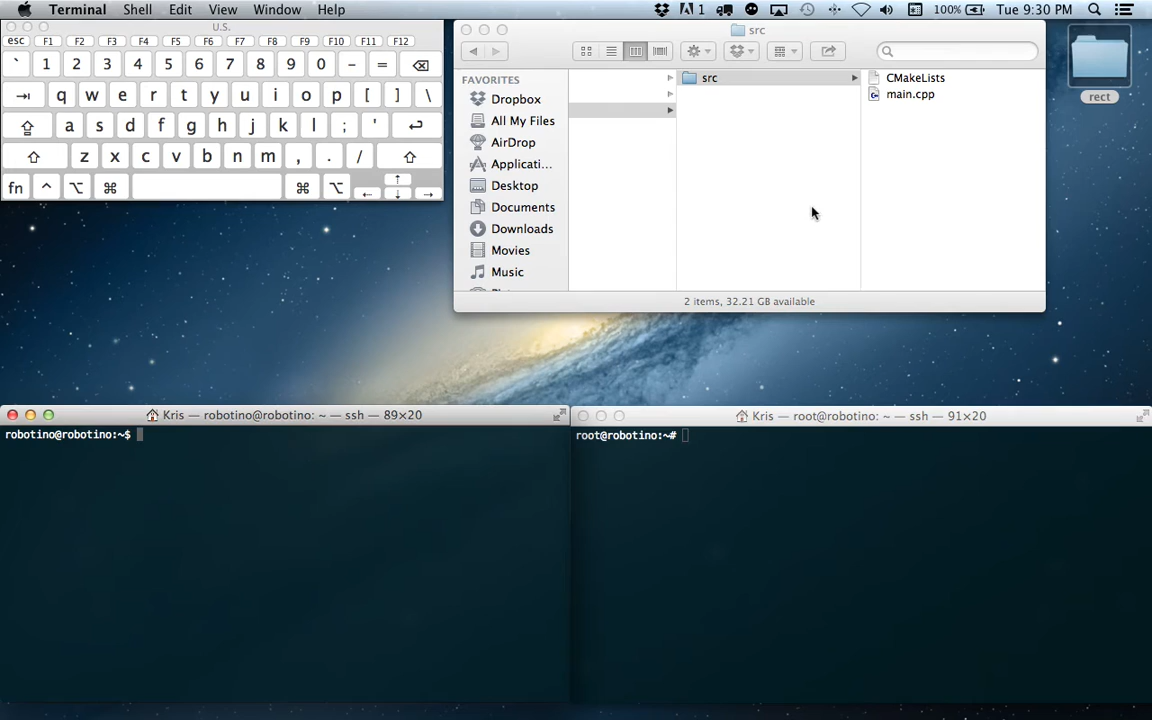 Terminal Shell Edit View Window Help 1 100% Tue 9:30 PM
U.S.
esc F1 F2 F3 F4 F5 F6 F7 F8 F9 F10 F11 F12
` 1 2 3 4 5 6 7 8 9 0 - =
q w e r t y u i o p [ ] \
a s d f g h j k l ; '
z x c v b n m , . /
fn
src
FAVORITES
Dropbox
All My Files
AirDrop
Applicati...
Desktop
Documents
Downloads
Movies
Music
src
CMakeLists
main.cpp
2 items, 32.21 GB available
rect
Kris — robotino@robotino: ~ — ssh — 89×20
robotino@robotino:~$
Kris — root@robotino: ~ — ssh — 91×20
root@robotino:~#